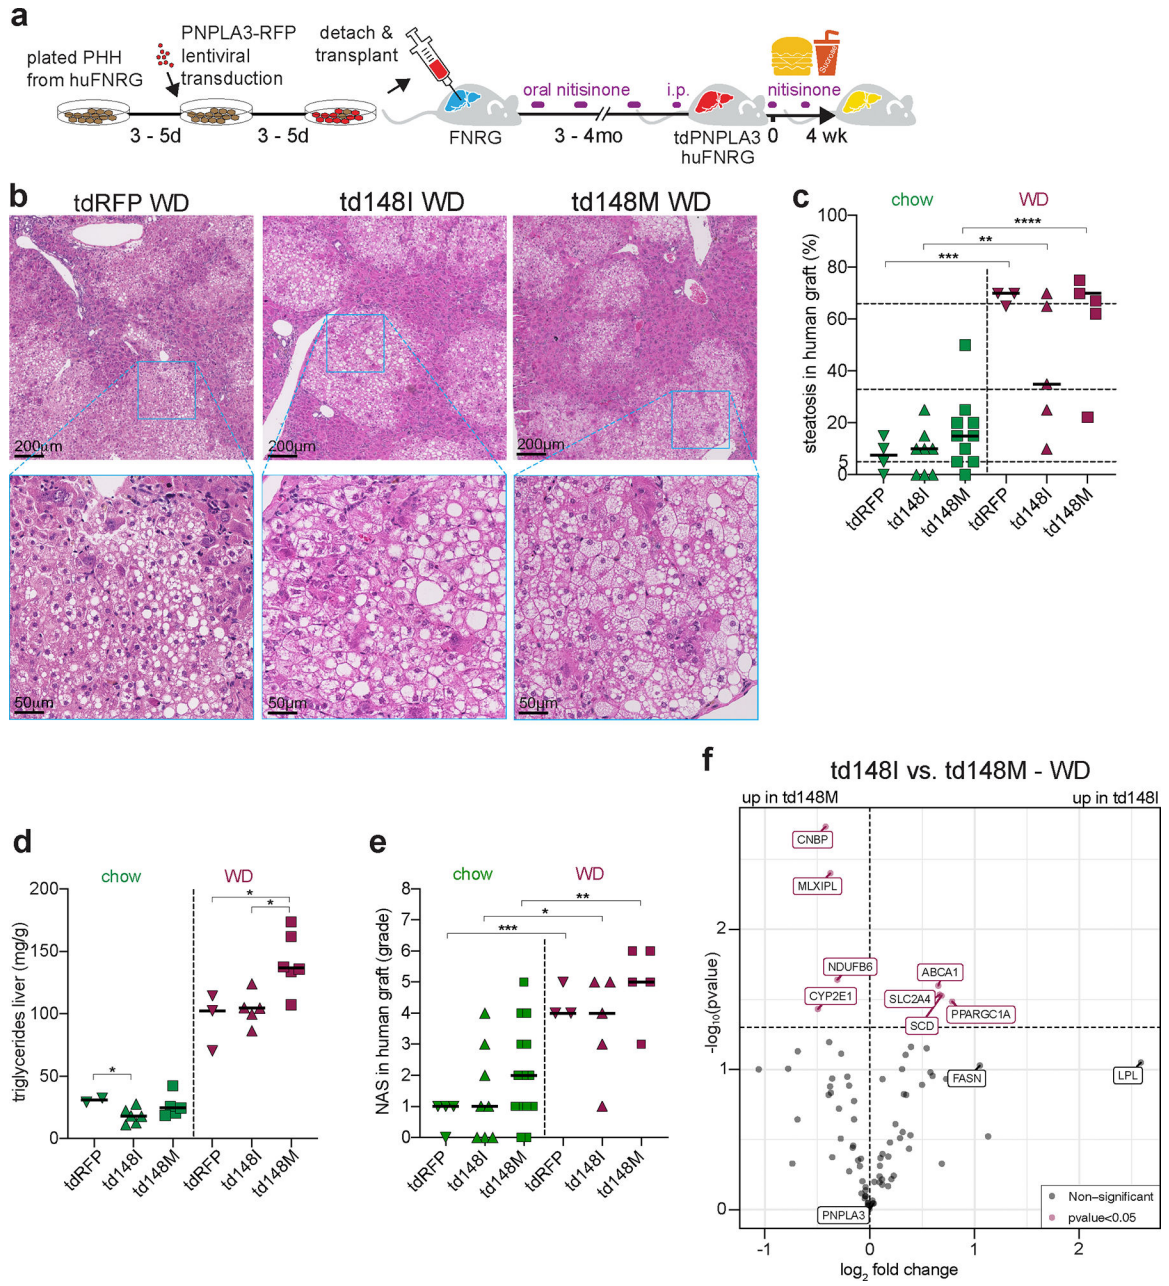 a
plated PHH
from huFNRG
PNPLA3-RFP
lentiviral
transduction
detach &
transplant
Sucrose
oral nitisinone
i.p.
nitisinone
3 - 5d
3 - 5d
FNRG
3 - 4mo
tdPNPLA3
huFNRG
0
4 wk
b
tdRFP WD
td148I WD
td148M WD
200µm
200µm
200µm
50µm
50µm
50µm
c
chow
WD
steatosis in human graft (%)
100
80
60
40
20
5
0
****
**
***
tdRFP
td148I
td148M
tdRFP
td148I
td148M
d
chow
WD
triglycerides liver (mg/g)
200
150
100
50
0
*
*
*
tdRFP
td148I
td148M
tdRFP
td148I
td148M
e
chow
WD
NAS in human graft (grade)
8
7
6
5
4
3
2
1
0
**
*
***
tdRFP
td148I
td148M
tdRFP
td148I
td148M
f
td148I vs. td148M - WD
up in td148M
up in td148I
CNBP
MLXIPL
NDUFB6
CYP2E1
ABCA1
SLC2A4
PPARGC1A
SCD
FASN
LPL
PNPLA3
-log10(pvalue)
2
1
0
Non-significant
pvalue<0.05
-1
0
1
2
log2 fold change